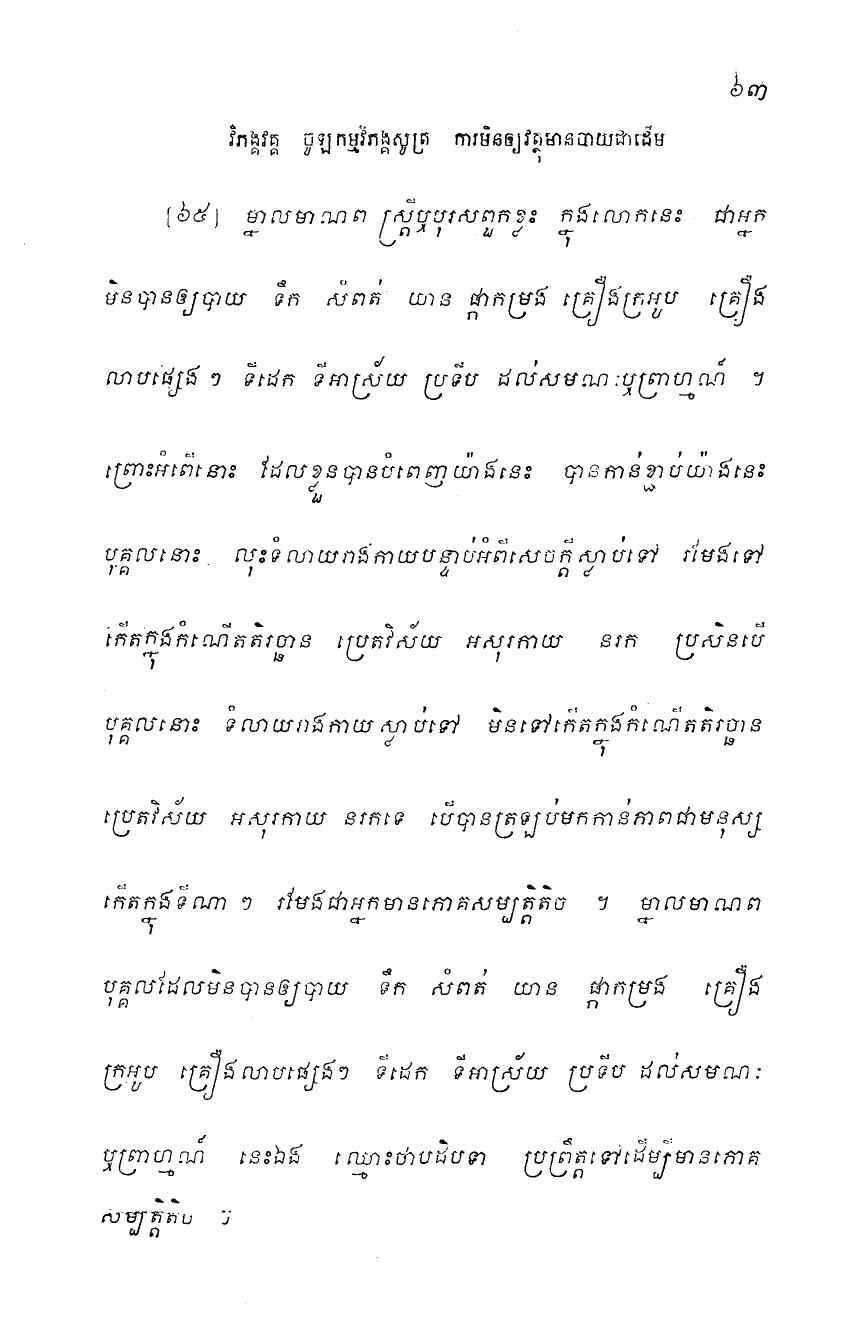 ៦៣
វិភង្គវគ្គ ចូឡកម្មវិភង្គសូត្រ ការមិនឲ្យវត្ថុមានបាយជាដើម
[៦៥] ម្នាលមាណព ស្ត្រីឬបុរសពួកខ្លះ ក្នុងលោកនេះ ជាអ្នក
មិនបានឲ្យបាយ ទឹក សំពត់ យាន ផ្កាកម្រង គ្រឿងក្រអូប គ្រឿង
លាបផ្សេងៗ ទីដេក ទីអាស្រ័យ ប្រទីប ដល់សមណៈឬព្រាហ្មណ៍ ។
ព្រោះអំពើនោះ ដែលខ្លួនបានបំពេញយ៉ាងនេះ បានកាន់ខ្ជាប់យ៉ាងនេះ
បុគ្គលនោះ លុះទំលាយរាងកាយបន្ទាប់អំពីសេចក្តីស្លាប់ទៅ រមែងទៅ
កើតក្នុងកំណើតតិរច្ឆាន ប្រេតវិស័យ អសុរកាយ នរក ប្រសិនបើ
បុគ្គលនោះ ទំលាយរាងកាយស្លាប់ទៅ មិនទៅកើតក្នុងកំណើតតិរច្ឆាន
ប្រេតវិស័យ អសុរកាយ នរកទេ បើបានត្រឡប់មកកាន់ភាពជាមនុស្ស
កើតក្នុងទីណាៗ រមែងជាអ្នកមានភោគសម្បត្តិតិច ។ ម្នាលមាណព
បុគ្គលដែលមិនបានឲ្យបាយ ទឹក សំពត់ យាន ផ្កាកម្រង គ្រឿង
ក្រអូប គ្រឿងលាបផ្សេងៗ ទីដេក ទីអាស្រ័យ ប្រទីប ដល់សមណៈ
ឬព្រាហ្មណ៍ នេះឯង ឈ្មោះថាបដិបទា ប្រព្រឹត្តទៅដើម្បីមានភោគ
សម្បត្តិតិច ។